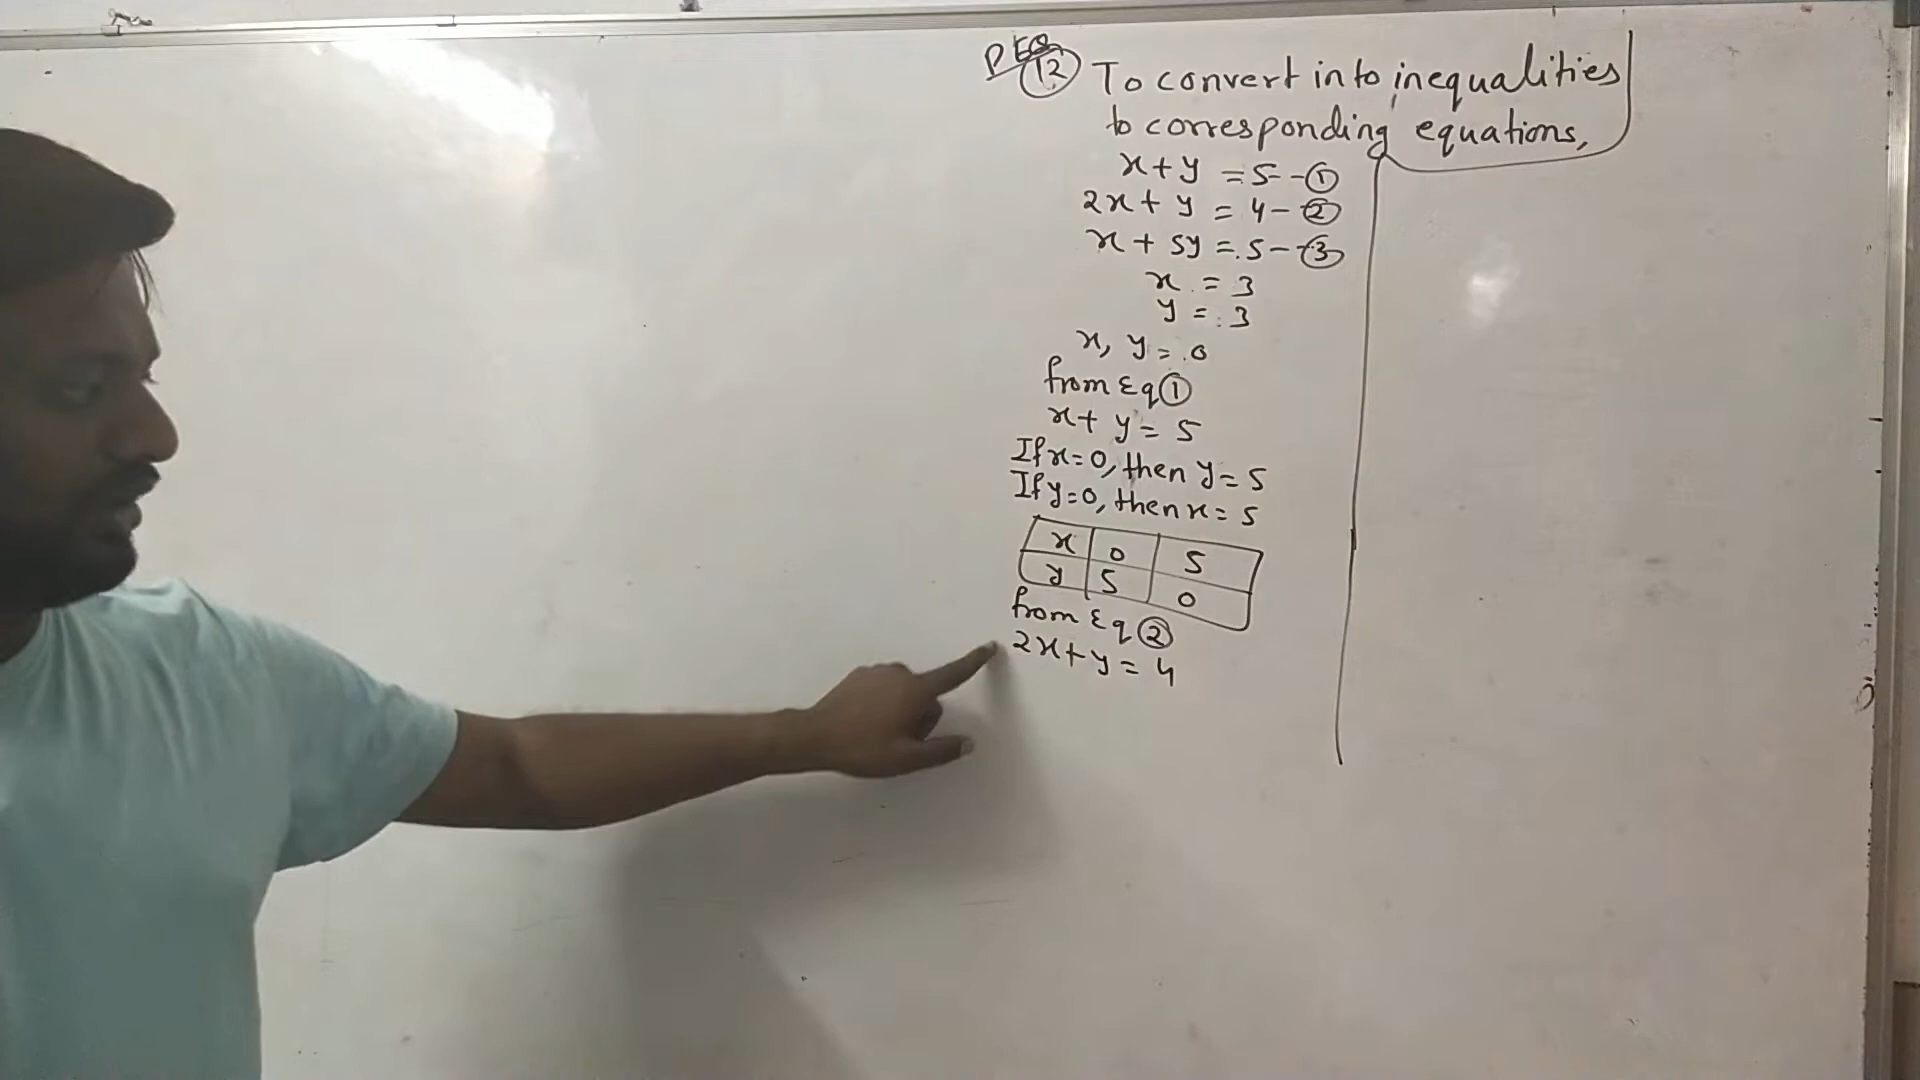 12 To convert into inequalities
to corresponding equations,
x + y = 5 - ①
2x + y = 4 - ②
x + 5y = 5 - ③
x = 3
y = 3
x, y = 0
from Eq ①
x + y = 5
If x = 0, then y = 5
If y = 0, then x = 5
x 0 5
y 5 0
from Eq ②
2x + y = 4